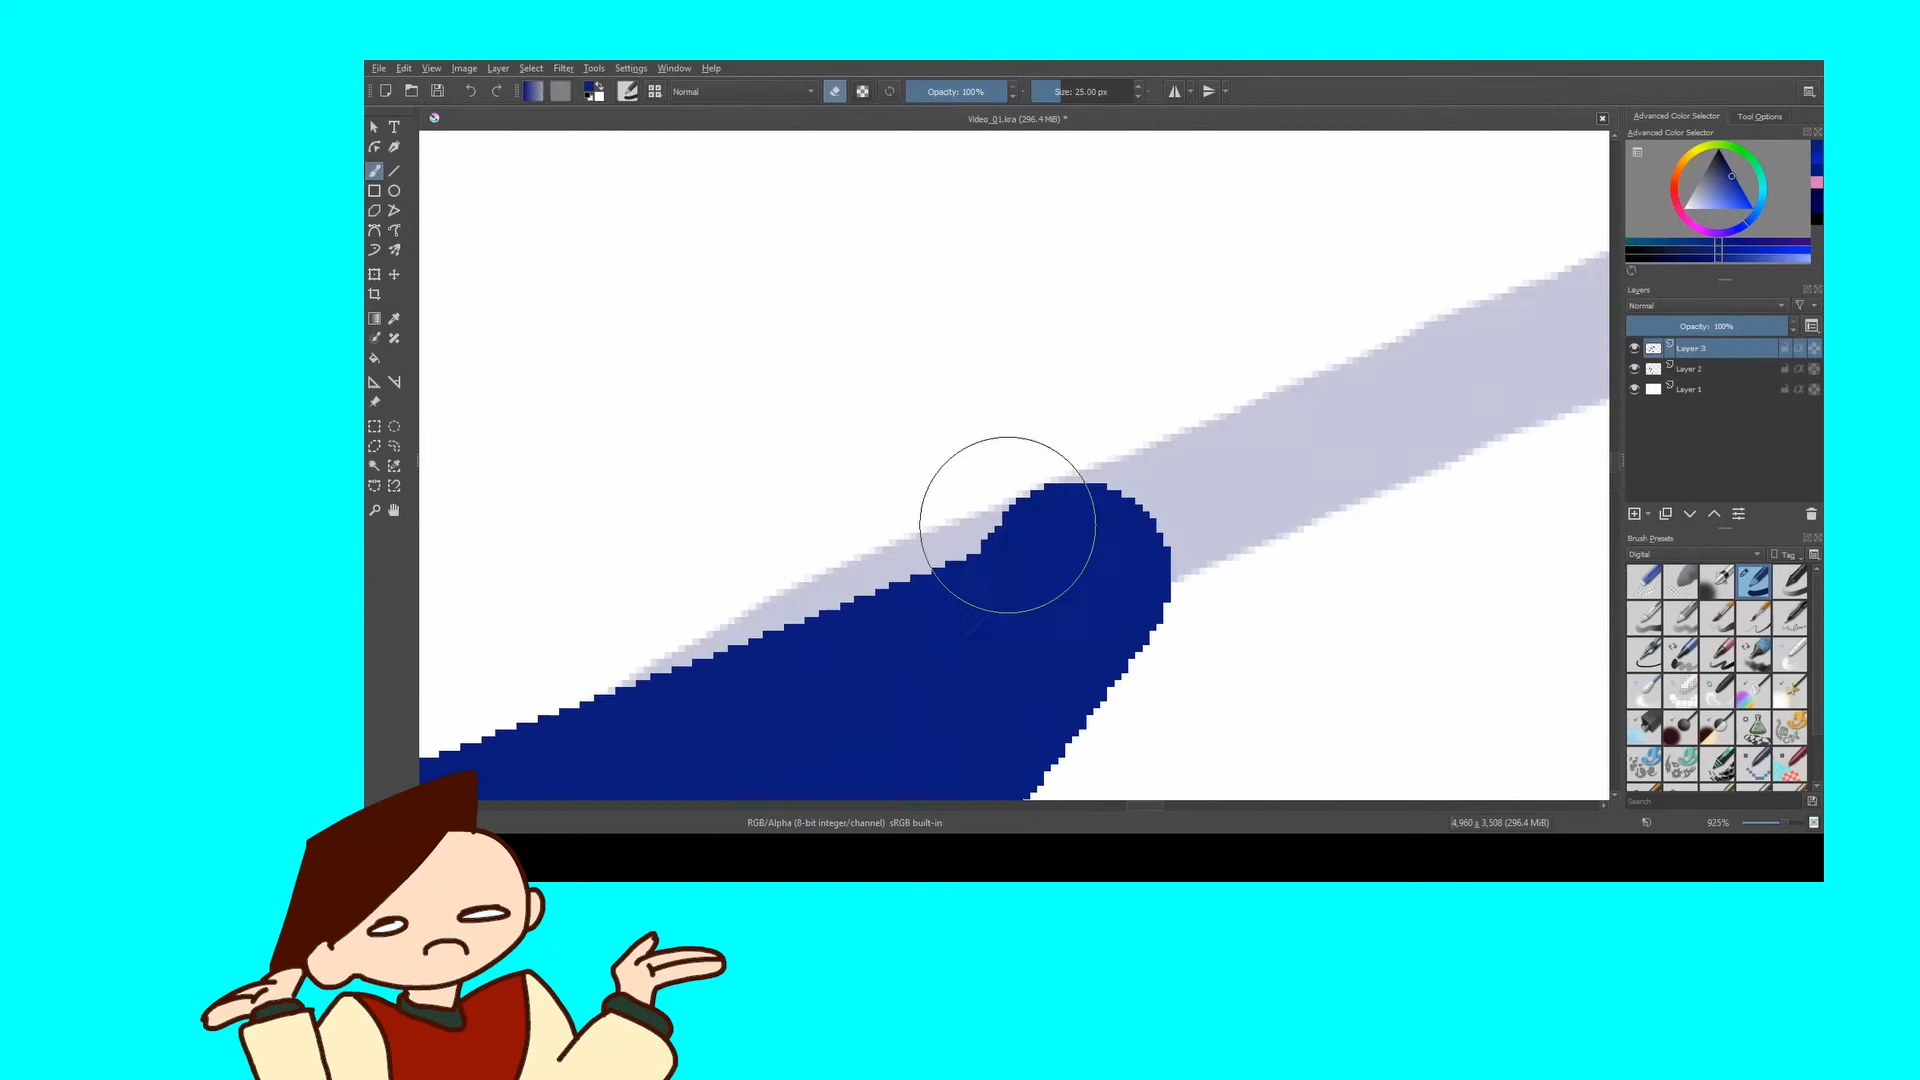 File Edit View Image Layer Select Filter Tools Settings Window Help
Normal Opacity: 100% Size: 25.00 px
Video_01.kra (296.4 MiB) *
Advanced Color Selector Tool Options
Advanced Color Selector
Layers
Normal
Opacity: 100%
Layer 3
Layer 2
Layer 1
Brush Presets
Digital Tag
Search
RGB/Alpha (8-bit integer/channel) sRGB built-in 4,960 x 3,508 (296.4 MiB) 925%